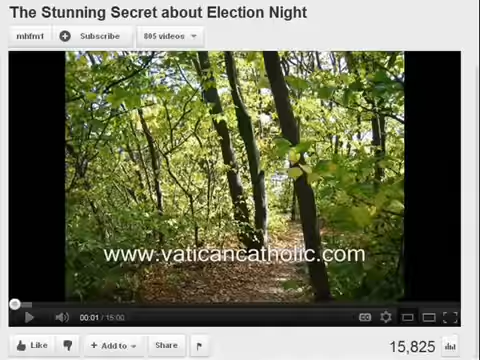 The Stunning Secret about Election Night
mhfm1
Subscribe
805 videos
www.vaticancatholic.com
00:01 / 15:00
CC
Like
Add to
Share
15,825